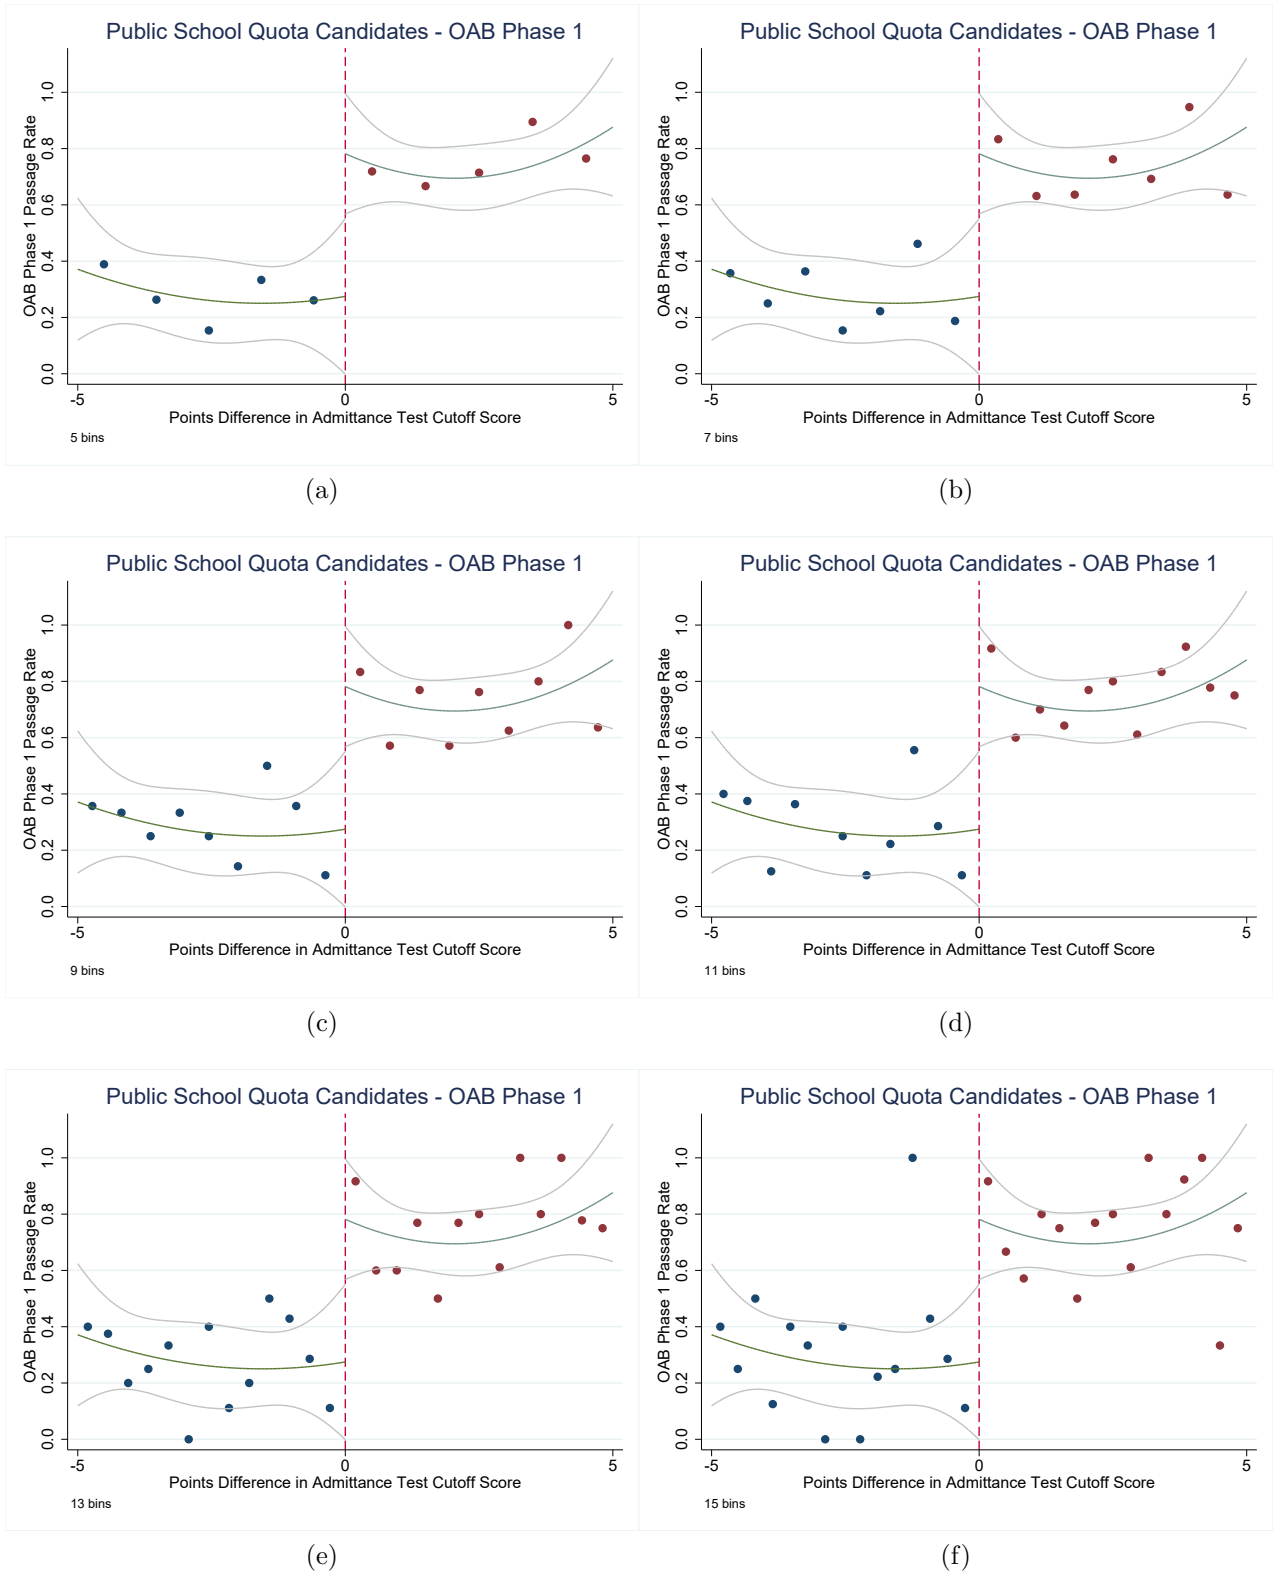 Public School Quota Candidates - OAB Phase 1
OAB Phase 1 Passage Rate
1.0
0.8
0.6
0.4
0.2
0.0
-5 0 5
Points Difference in Admittance Test Cutoff Score
5 bins
(a)
Public School Quota Candidates - OAB Phase 1
OAB Phase 1 Passage Rate
1.0
0.8
0.6
0.4
0.2
0.0
-5 0 5
Points Difference in Admittance Test Cutoff Score
7 bins
(b)
Public School Quota Candidates - OAB Phase 1
OAB Phase 1 Passage Rate
1.0
0.8
0.6
0.4
0.2
0.0
-5 0 5
Points Difference in Admittance Test Cutoff Score
9 bins
(c)
Public School Quota Candidates - OAB Phase 1
OAB Phase 1 Passage Rate
1.0
0.8
0.6
0.4
0.2
0.0
-5 0 5
Points Difference in Admittance Test Cutoff Score
11 bins
(d)
Public School Quota Candidates - OAB Phase 1
OAB Phase 1 Passage Rate
1.0
0.8
0.6
0.4
0.2
0.0
-5 0 5
Points Difference in Admittance Test Cutoff Score
13 bins
(e)
Public School Quota Candidates - OAB Phase 1
OAB Phase 1 Passage Rate
1.0
0.8
0.6
0.4
0.2
0.0
-5 0 5
Points Difference in Admittance Test Cutoff Score
15 bins
(f)